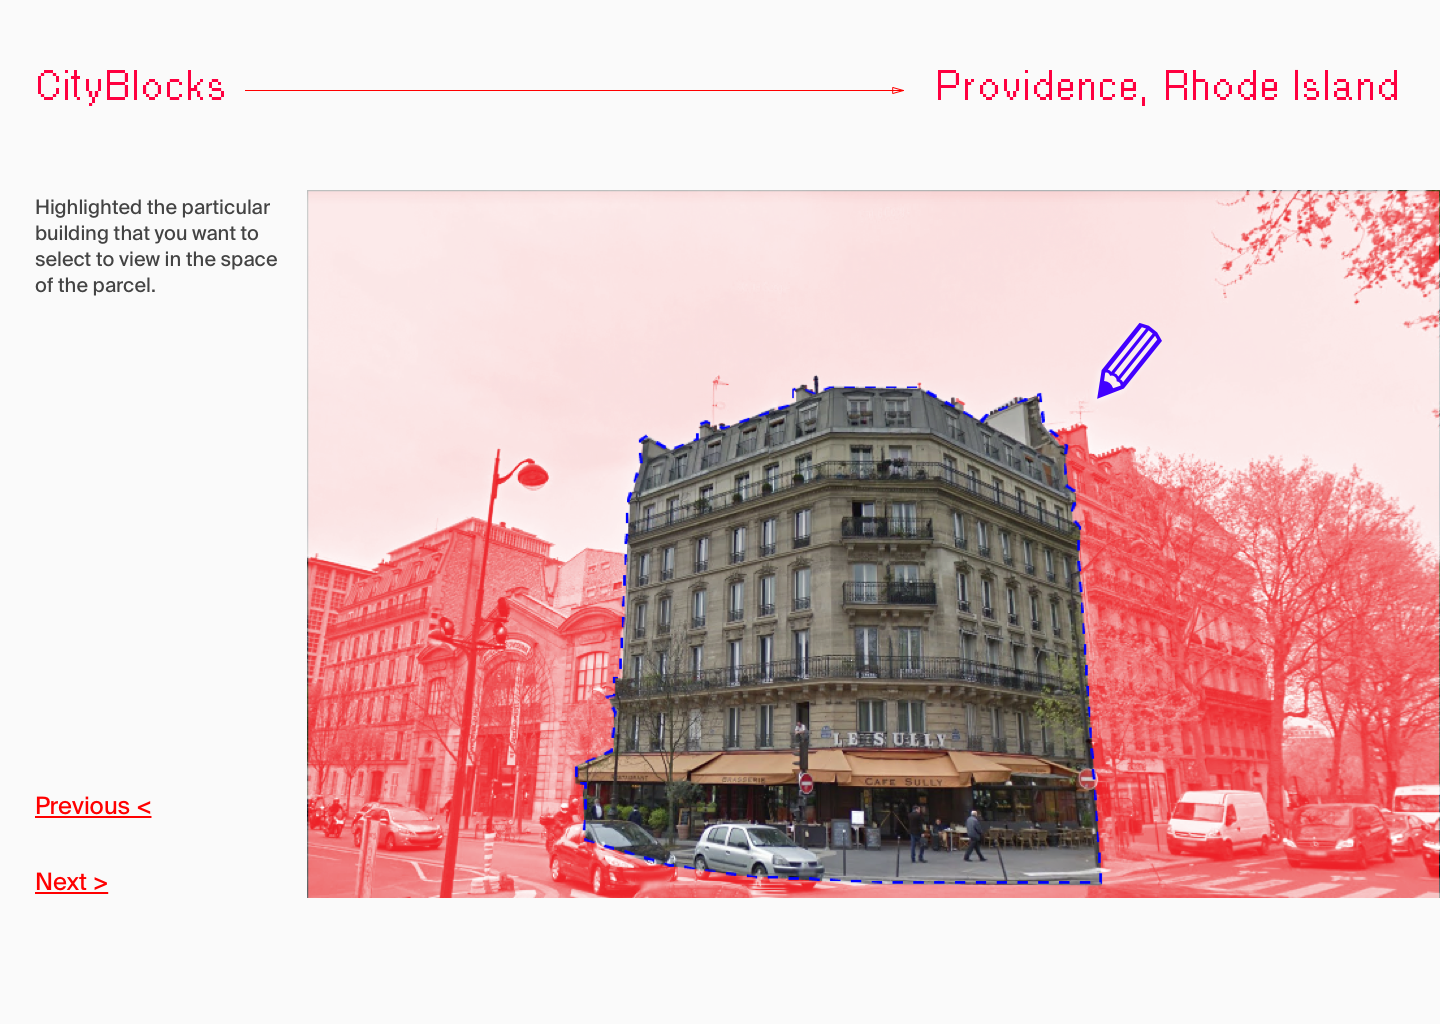 CityBlocks
Providence, Rhode Island
Highlighted the particular
building that you want to
select to view in the space
of the parcel.
LE SULLY
BRASSERIE
CAFE SULLY
Previous <
Next >